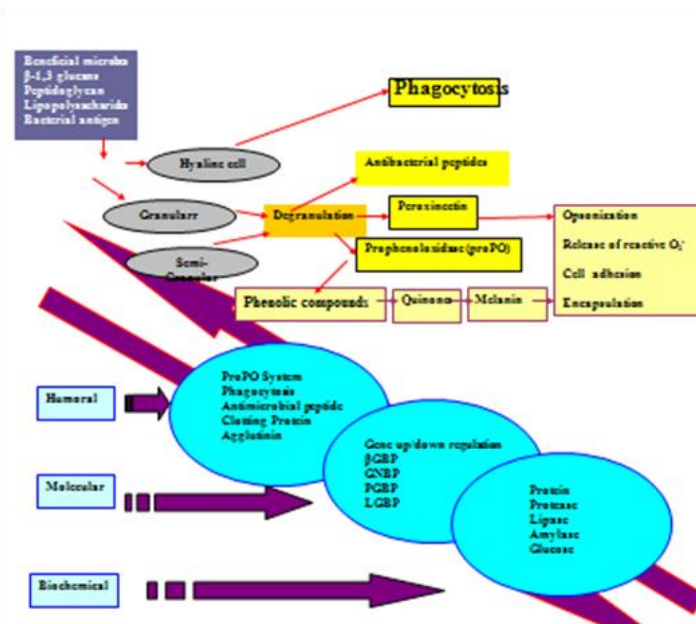 Beneficial microbs
β-1,3 glucans
Peptidoglycan
Lipopolysaccharide
Bacterial antigen
Phagocytosis
Hyaline cell
Antibacterial peptides
Granularr
Degranulation
Peroxinectin
Opsonization
Prophenoloxidase (proPO)
Release of reactive O₂⁻
Semi-
Granular
Cell adhesion
Phenolic compounds
Quinones
Melanin
Encapsulation
Humoral
ProPO System
Phagocytosis
Antimicrobial peptide
Clotting Protein
Agglutinin
Molecular
Gene up/down regulation
βGBP
GNBP
PGBP
LGBP
Biochemical
Protein
Protease
Lipase
Amylase
Glucose